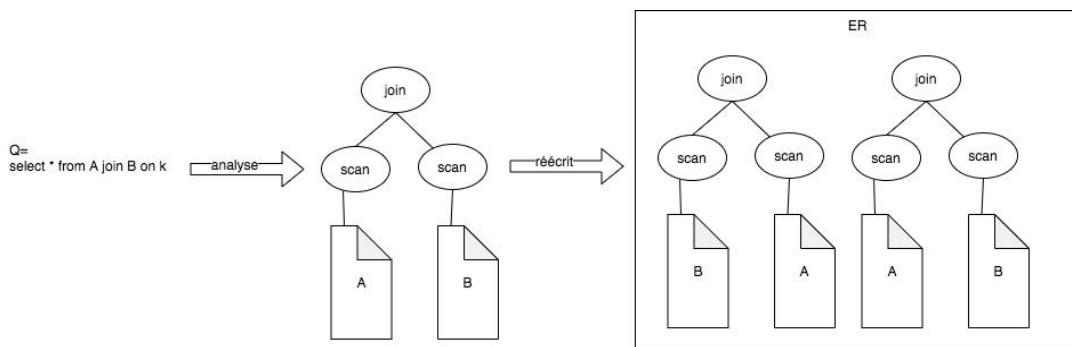 Q=
select * from A join B on k
analyse
join
scan
scan
A
B
réécrit
ER
join
scan
scan
B
A
join
scan
scan
A
B